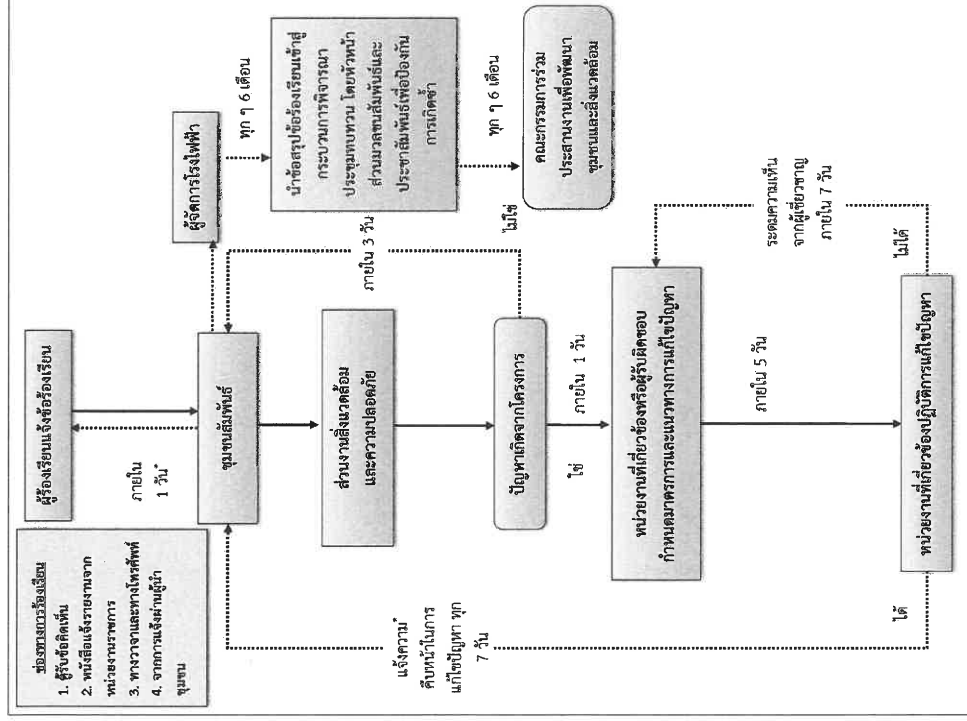 ช่องทางการร้องเรียน
1. ตู้รับข้อคิดเห็น
2. หนังสือแจ้งรายงานจาก
หน่วยงานราชการ
3. ทางวาจาและทางโทรศัพท์
4. จากการแจ้งผ่านผู้นำ
ชุมชน
ผู้ร้องเรียนแจ้งข้อร้องเรียน
ภายใน
1 วัน*
ชุมชนสัมพันธ์
ผู้จัดการโรงไฟฟ้า
ทุก ๆ 6 เดือน
นำข้อสรุปข้อร้องเรียนเข้าสู่
กระบวนการพิจารณา
ประชุมทบทวน โดยหัวหน้า
ส่วนมวลชนสัมพันธ์และ
ประชาสัมพันธ์เพื่อป้องกัน
การเกิดซ้ำ
ทุก ๆ 6 เดือน
คณะกรรมการร่วม
ประสานงานเพื่อพัฒนา
ชุมชนและสิ่งแวดล้อม
ส่วนงานสิ่งแวดล้อม
และความปลอดภัย
ภายใน 3 วัน
ไม่ใช่
ปัญหาเกิดจากโครงการ
ใช่
ภายใน 1 วัน
หน่วยงานที่เกี่ยวข้องหรือผู้รับผิดชอบ
กำหนดมาตรการและแนวทางการแก้ไขปัญหา
ภายใน 5 วัน
ระดมความเห็น
จากผู้เชี่ยวชาญ
ภายใน 7 วัน
ไม่ได้
หน่วยงานที่เกี่ยวข้องปฏิบัติการแก้ไขปัญหา
ได้
แจ้งความ*
คืบหน้าในการ
แก้ไขปัญหา ทุก
7 วัน